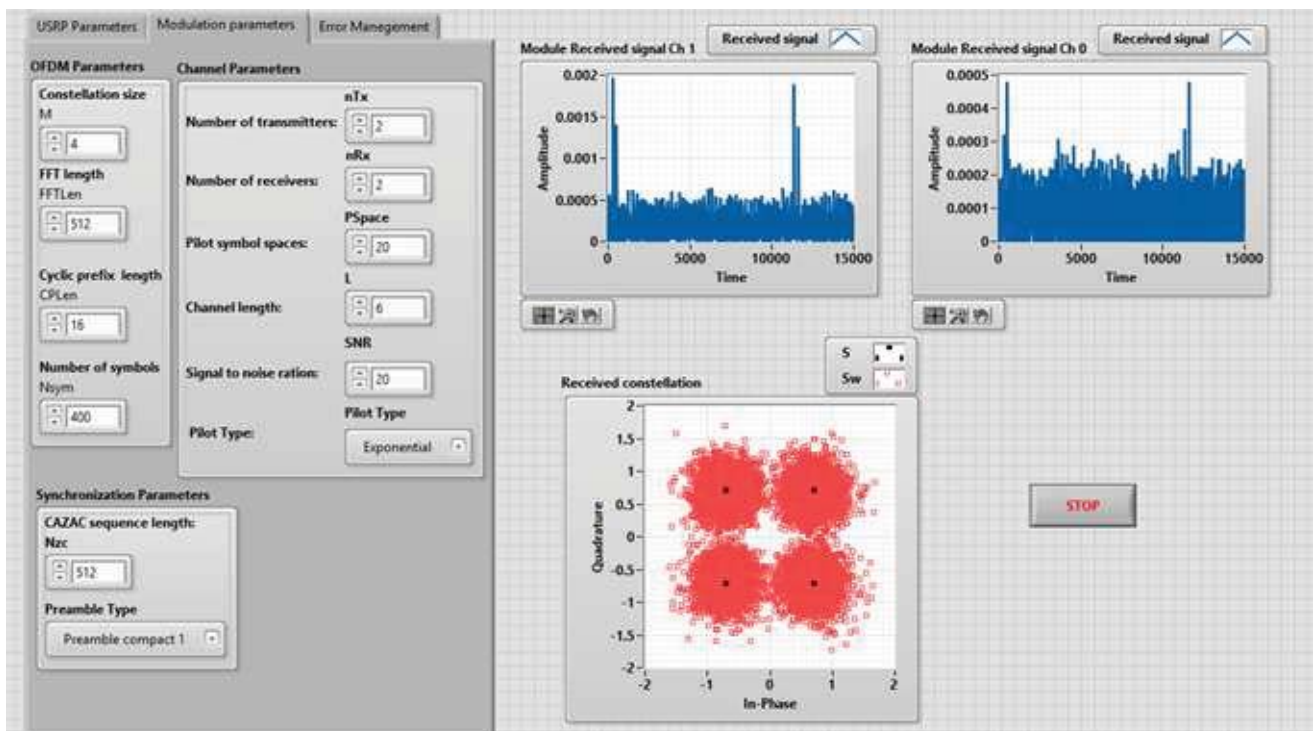 USRP Parameters Modulation parameters Error Manegement
OFDM Parameters
Constellation size
M
4
FFT length
FFTLen
512
Cyclic prefix length
CPLen
16
Number of symbols
Nsym
400
Channel Parameters
nTx
Number of transmitters: 2
nRx
Number of receivers: 2
PSpace
Pilot symbol spaces: 20
L
Channel length: 6
SNR
Signal to noise ration: 20
Pilot Type
Pilot Type: Exponential
Synchronization Parameters
CAZAC sequence length:
Nzc
512
Preamble Type
Preamble compact 1
Module Received signal Ch 1 Received signal
0.002
0.0015
0.001
0.0005
0
Amplitude
0 5000 10000 15000
Time
Module Received signal Ch 0 Received signal
0.0005
0.0004
0.0003
0.0002
0.0001
0
Amplitude
0 5000 10000 15000
Time
S
Sw
Received constellation
2
1.5
1
0.5
0
-0.5
-1
-1.5
-2
Quadrature
-2 -1 0 1 2
In-Phase
STOP